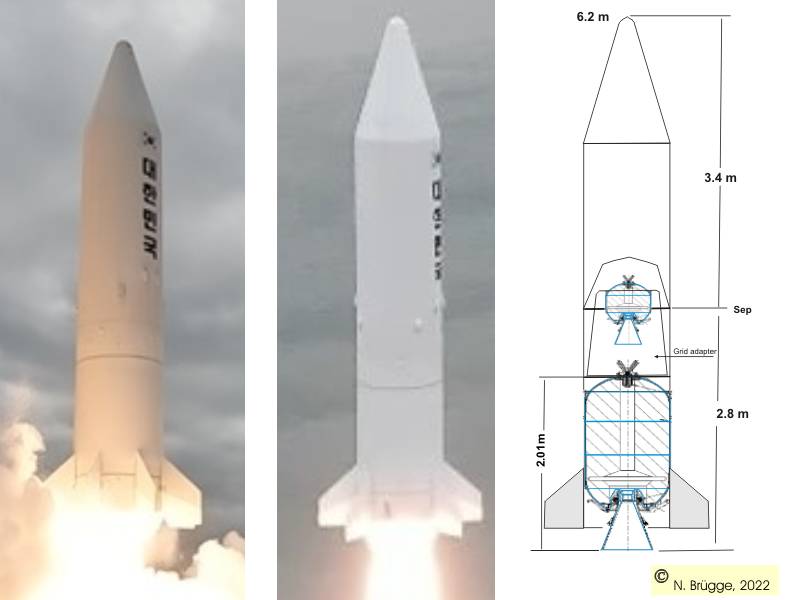 대한민국
6.2 m
3.4 m
Sep
Grid adapter
2.8 m
2.01m
© N. Brügge, 2022